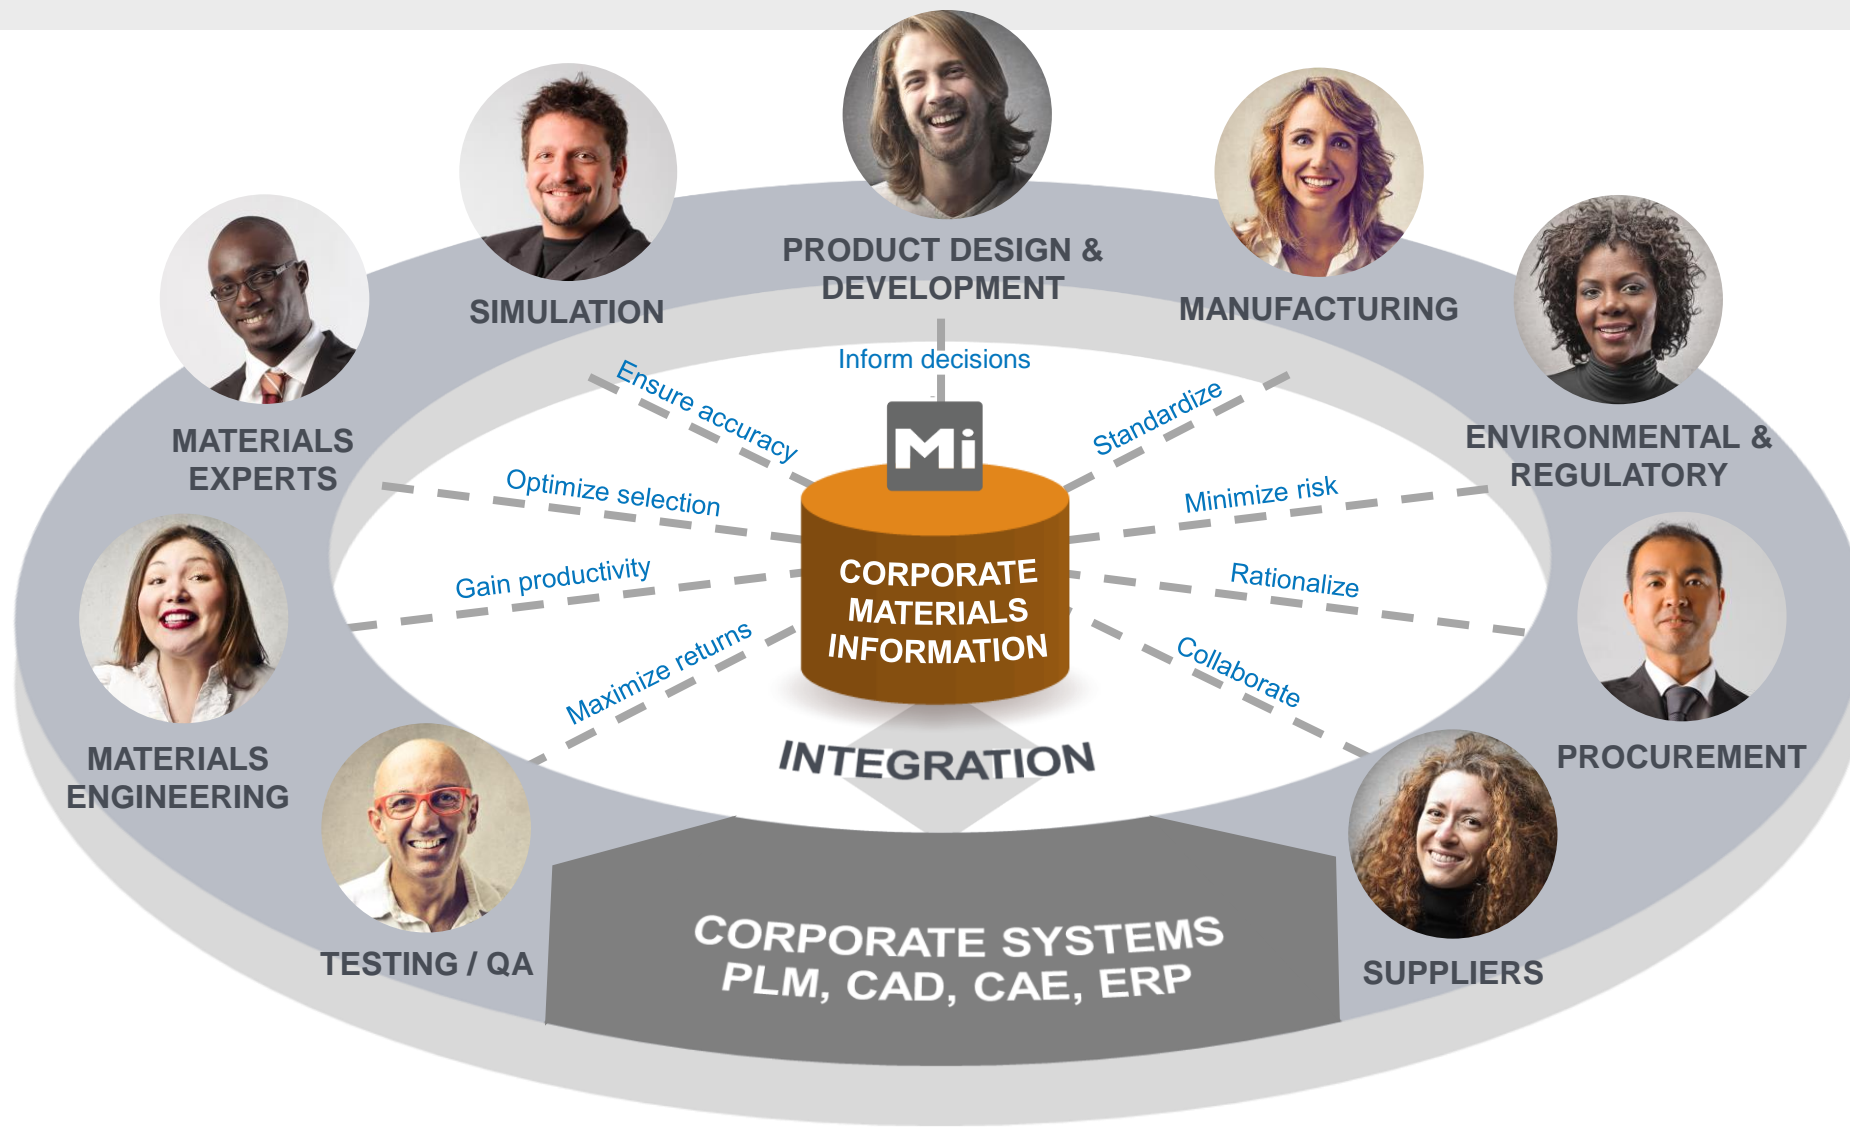 PRODUCT DESIGN &
DEVELOPMENT
SIMULATION
MANUFACTURING
MATERIALS
EXPERTS
ENVIRONMENTAL &
REGULATORY
Inform decisions
Ensure accuracy
Standardize
Optimize selection
Minimize risk
Gain productivity
Rationalize
Maximize returns
Collaborate
Mi
CORPORATE
MATERIALS
INFORMATION
INTEGRATION
MATERIALS
ENGINEERING
PROCUREMENT
TESTING / QA
SUPPLIERS
CORPORATE SYSTEMS
PLM, CAD, CAE, ERP